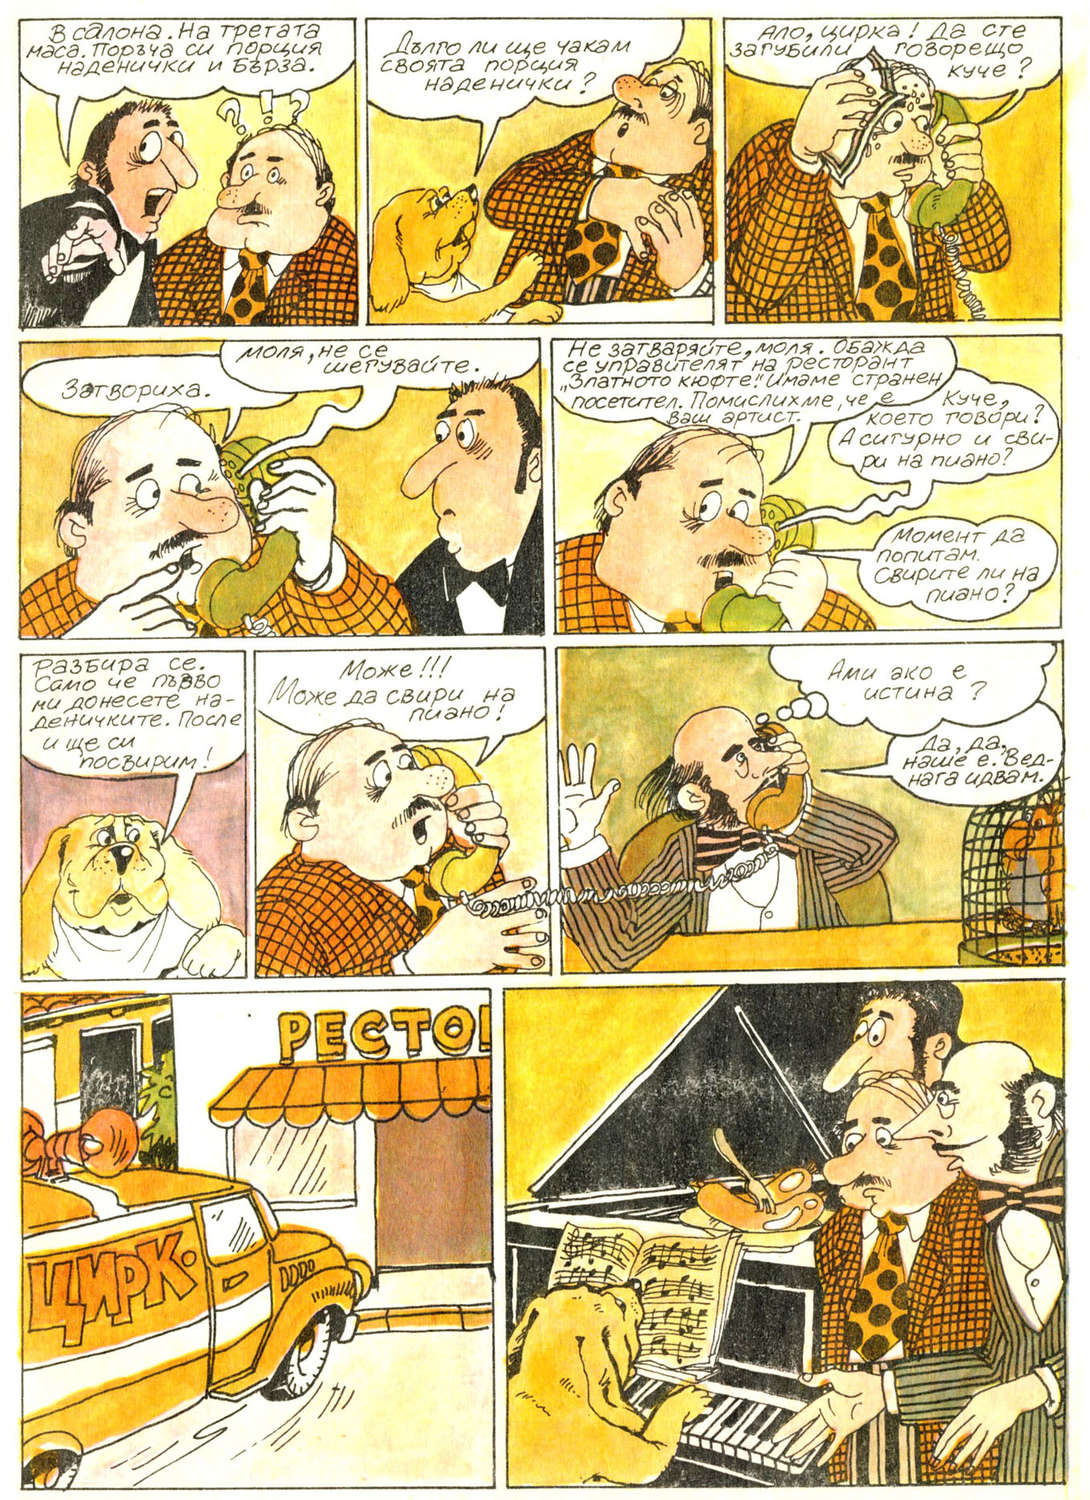 В салона. На третата
маса. Поръча си порция
наденички и бърза.
?!?
Дълго ли ще чакам
своята порция
наденички?
Ало, цирка! Да сте
загубили говорещо
куче?
Затвориха.
Моля, не се
шегувайте.
Не затваряйте, моля. Обажда
се управителят на ресторант
„Златното кюфте". Имаме странен
посетител. Помислихме, че е
ваш артист.
Куче,
което говори?
А сигурно и сви-
ри на пиано?
Момент да
попитам.
Свирите ли на
пиано?
Разбира се.
Само че първо
ми донесете на-
деничките. После
и ще си
посвирим!
Може!!!
Може да свири на
пиано!
Ами ако е
истина?
Да, да,
наше е. Вед-
нага идвам.
РЕСТО
ЦИРК.